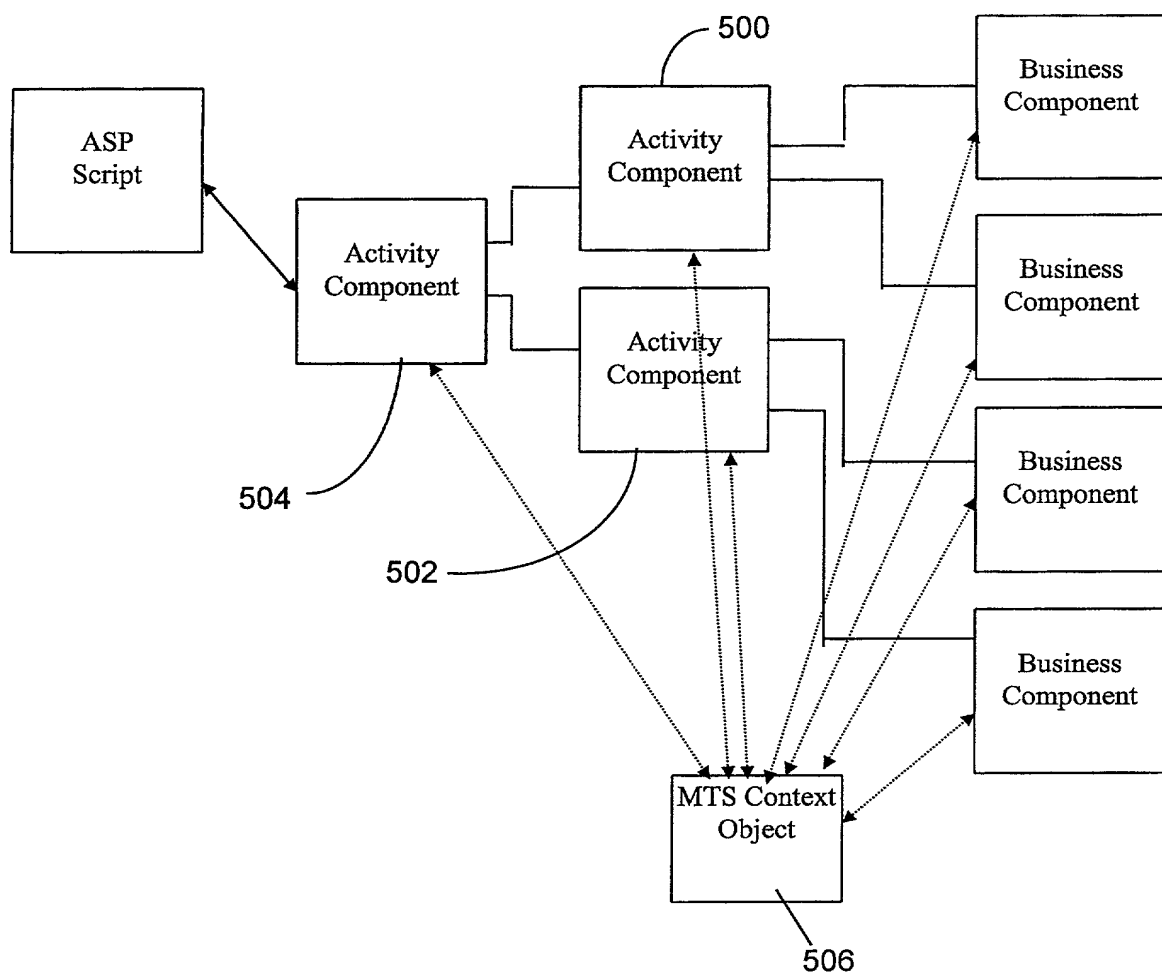 500
Business
Component
ASP
Script
Activity
Component
Activity
Component
Business
Component
Activity
Component
504
502
Business
Component
Business
Component
MTS Context
Object
506